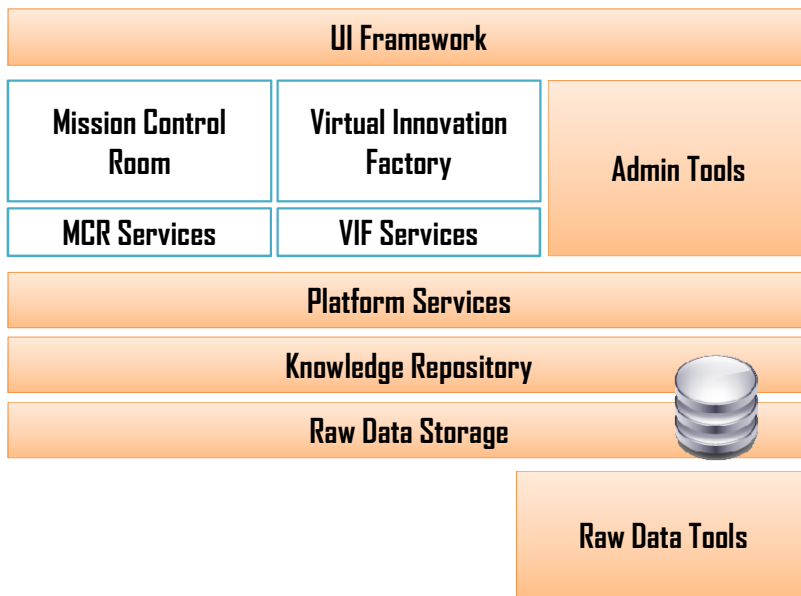 UI Framework
Mission Control
Room
Virtual Innovation
Factory
Admin Tools
MCR Services
VIF Services
Platform Services
Knowledge Repository
Raw Data Storage
Raw Data Tools